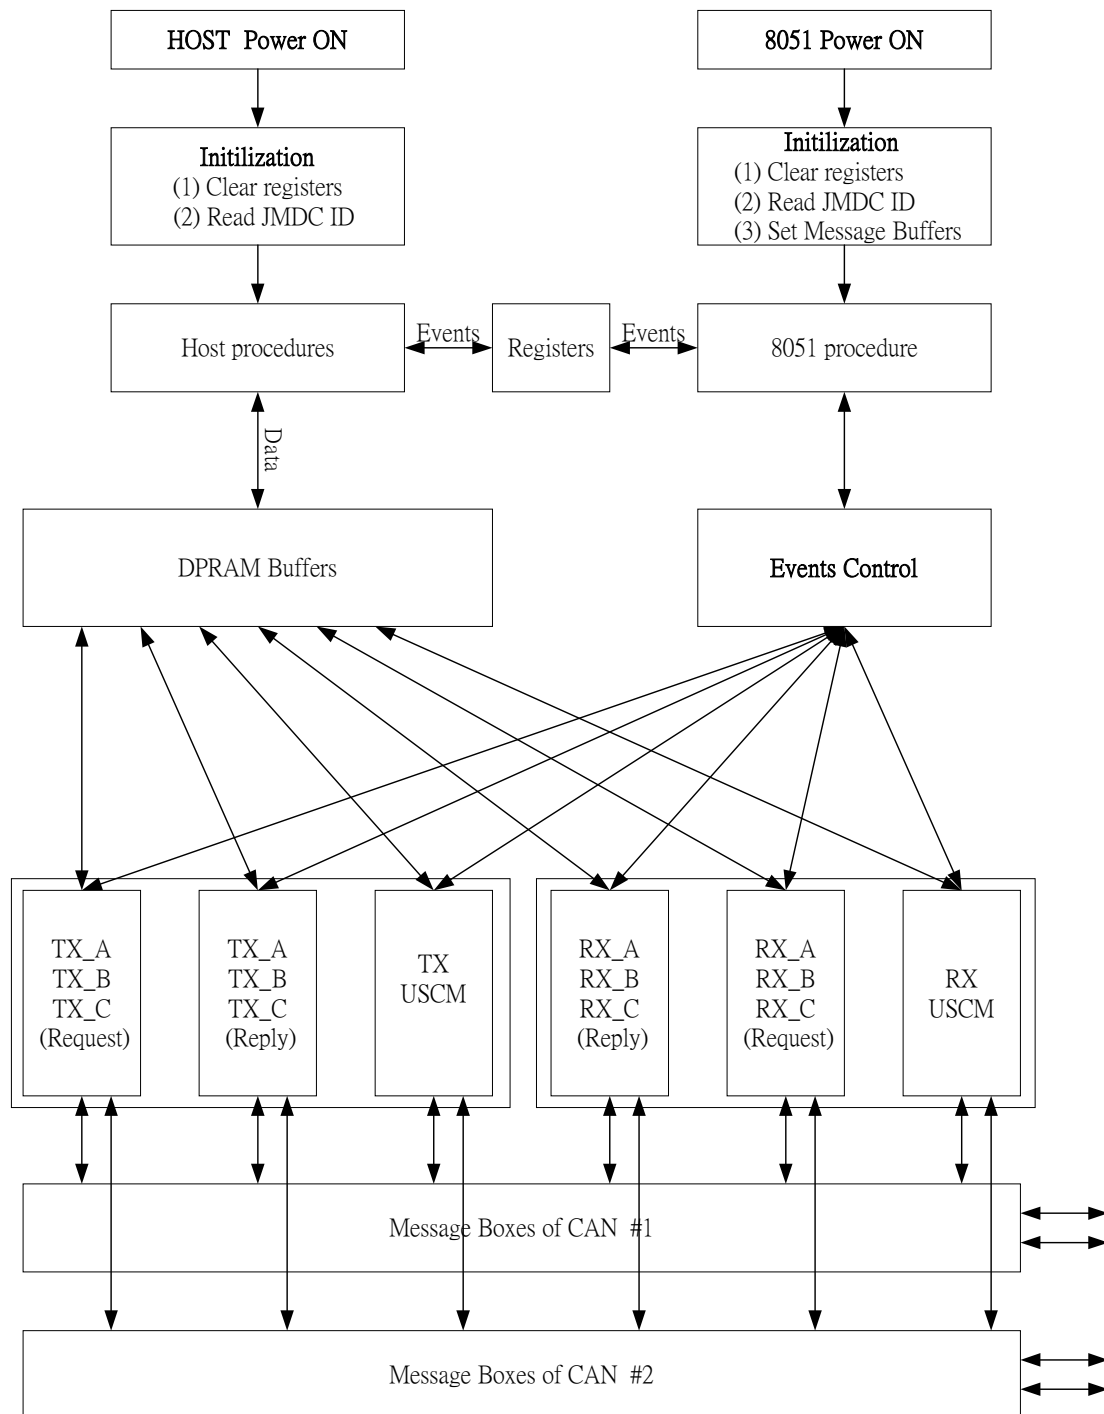 HOST Power ON
8051 Power ON
Initilization
(1) Clear registers
(2) Read JMDC ID
Initilization
(1) Clear registers
(2) Read JMDC ID
(3) Set Message Buffers
Host procedures
Events
Registers
Events
8051 procedure
Data
DPRAM Buffers
Events Control
TX_A
TX_B
TX_C
(Request)
TX_A
TX_B
TX_C
(Reply)
TX
USCM
RX_A
RX_B
RX_C
(Reply)
RX_A
RX_B
RX_C
(Request)
RX
USCM
Message Boxes of CAN #1
Message Boxes of CAN #2